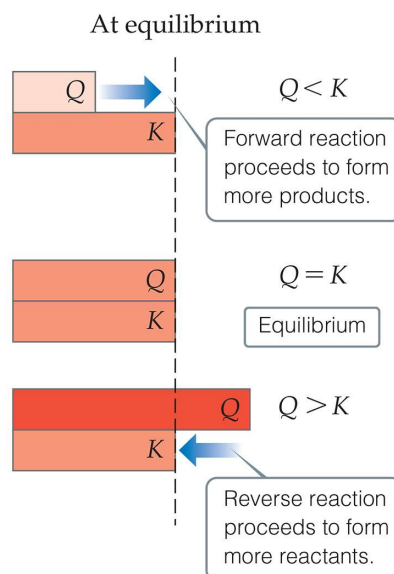 At equilibrium
Q
Q < K
K
Forward reaction
proceeds to form
more products.
Q
Q = K
K
Equilibrium
Q
Q > K
K
Reverse reaction
proceeds to form
more reactants.